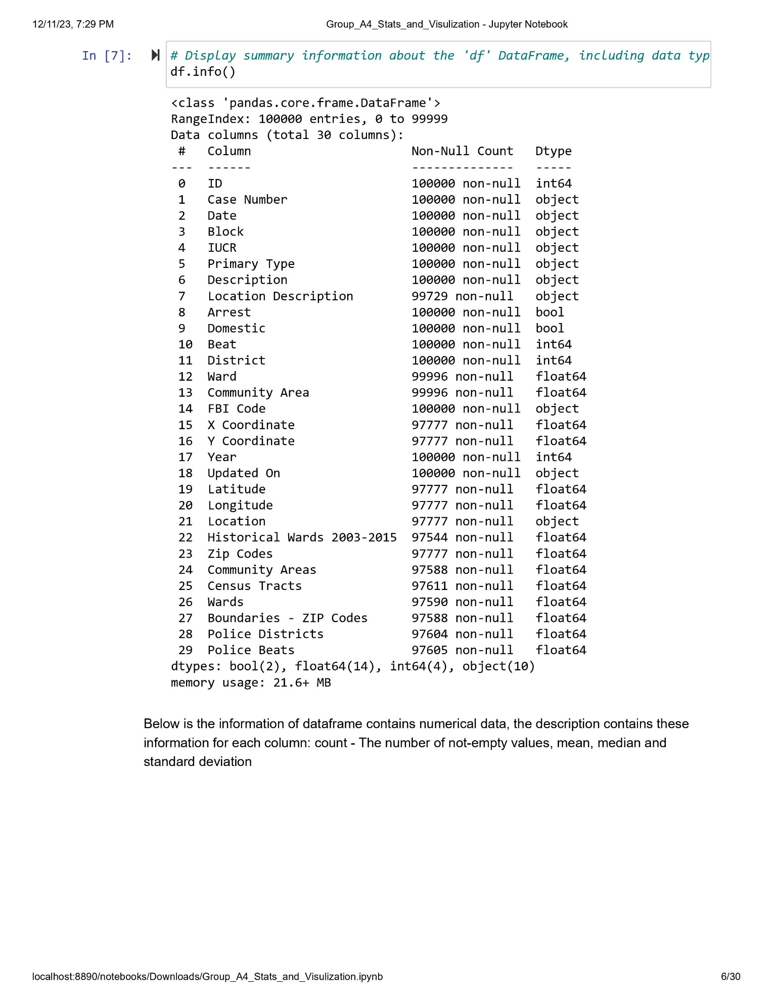 12/11/23, 7:29 PM Group_A4_Stats_and_Visulization - Jupyter Notebook
In [7]: # Display summary information about the 'df' DataFrame, including data typ
df.info()
<class 'pandas.core.frame.DataFrame'>
RangeIndex: 100000 entries, 0 to 99999
Data columns (total 30 columns):
 #   Column                      Non-Null Count   Dtype
---  ------                      --------------   -----
 0   ID                          100000 non-null  int64
 1   Case Number                 100000 non-null  object
 2   Date                        100000 non-null  object
 3   Block                       100000 non-null  object
 4   IUCR                        100000 non-null  object
 5   Primary Type                100000 non-null  object
 6   Description                 100000 non-null  object
 7   Location Description        99729 non-null   object
 8   Arrest                      100000 non-null  bool
 9   Domestic                    100000 non-null  bool
 10  Beat                        100000 non-null  int64
 11  District                    100000 non-null  int64
 12  Ward                        99996 non-null   float64
 13  Community Area              99996 non-null   float64
 14  FBI Code                    100000 non-null  object
 15  X Coordinate                97777 non-null   float64
 16  Y Coordinate                97777 non-null   float64
 17  Year                        100000 non-null  int64
 18  Updated On                  100000 non-null  object
 19  Latitude                    97777 non-null   float64
 20  Longitude                   97777 non-null   float64
 21  Location                    97777 non-null   object
 22  Historical Wards 2003-2015  97544 non-null   float64
 23  Zip Codes                   97777 non-null   float64
 24  Community Areas             97588 non-null   float64
 25  Census Tracts               97611 non-null   float64
 26  Wards                       97590 non-null   float64
 27  Boundaries - ZIP Codes      97588 non-null   float64
 28  Police Districts            97604 non-null   float64
 29  Police Beats                97605 non-null   float64
dtypes: bool(2), float64(14), int64(4), object(10)
memory usage: 21.6+ MB
Below is the information of dataframe contains numerical data, the description contains these
information for each column: count - The number of not-empty values, mean, median and
standard deviation
localhost:8890/notebooks/Downloads/Group_A4_Stats_and_Visulization.ipynb 6/30